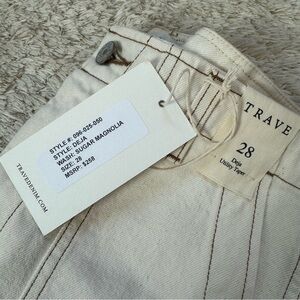 STYLE #: 096-025-050
STYLE: DEJA
WASH: SUGAR MAGNOLIA
SIZE: 28
MSRP: $258
TRAVEDENIM.COM
TRAVE
28
Deja
Utility Taper